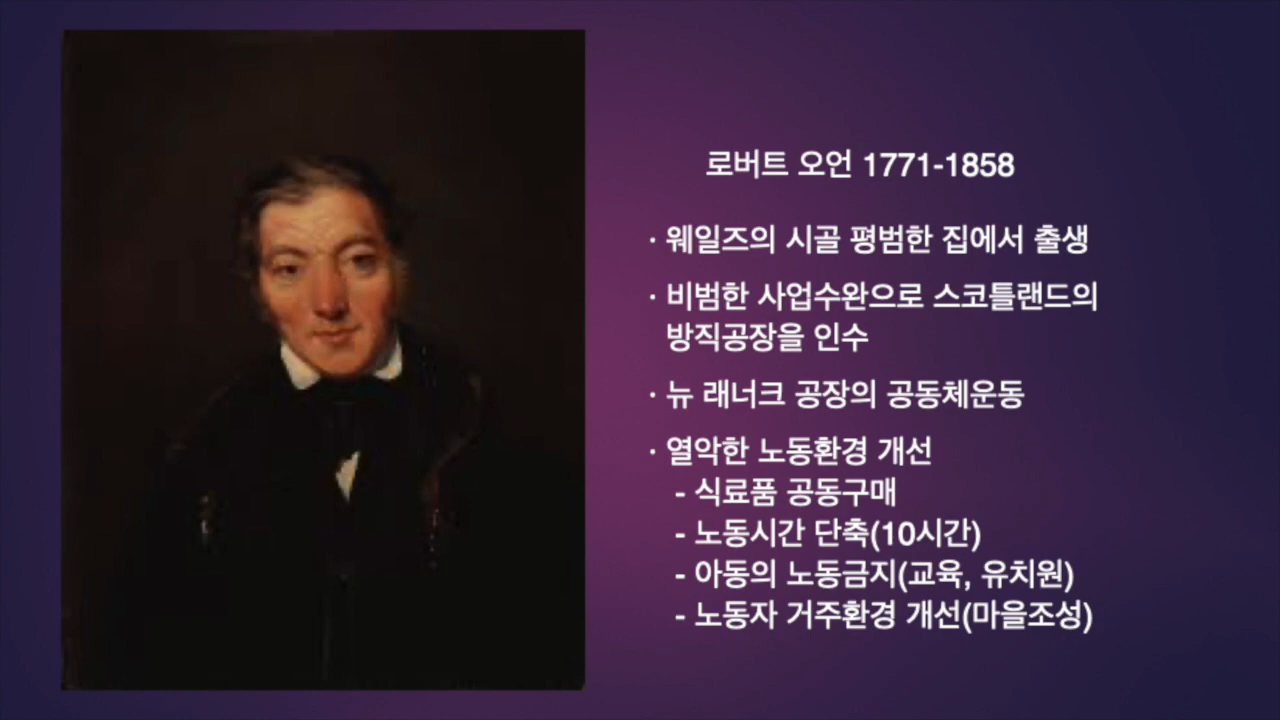 로버트 오언 1771-1858
· 웨일즈의 시골 평범한 집에서 출생
· 비범한 사업수완으로 스코틀랜드의
방직공장을 인수
· 뉴 래너크 공장의 공동체운동
· 열악한 노동환경 개선
- 식료품 공동구매
- 노동시간 단축(10시간)
- 아동의 노동금지(교육, 유치원)
- 노동자 거주환경 개선(마을조성)